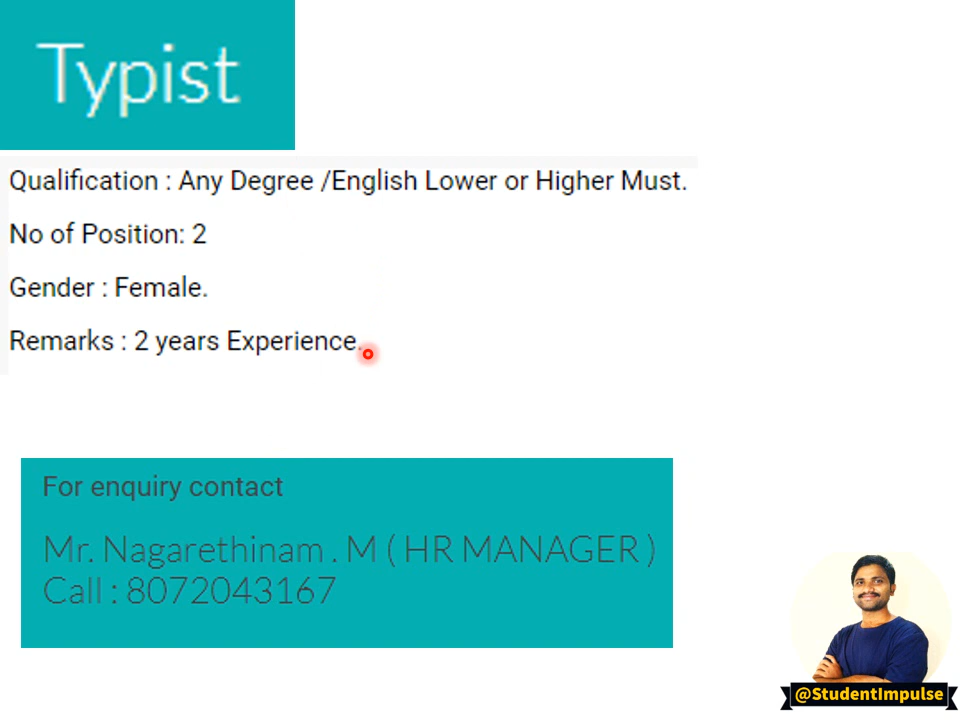 Typist
Qualification : Any Degree /English Lower or Higher Must.
No of Position: 2
Gender : Female.
Remarks : 2 years Experience.
For enquiry contact
Mr. Nagarethinam . M ( HR MANAGER )
Call : 8072043167
@StudentImpulse